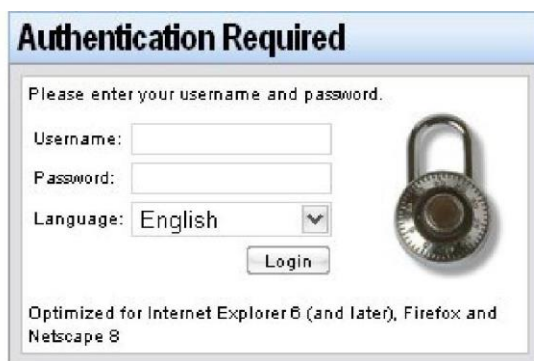 Authentication Required
Please enter your username and password.
Username:
Password:
Language: English
Login
Optimized for Internet Explorer 6 (and later), Firefox and
Netscape 8